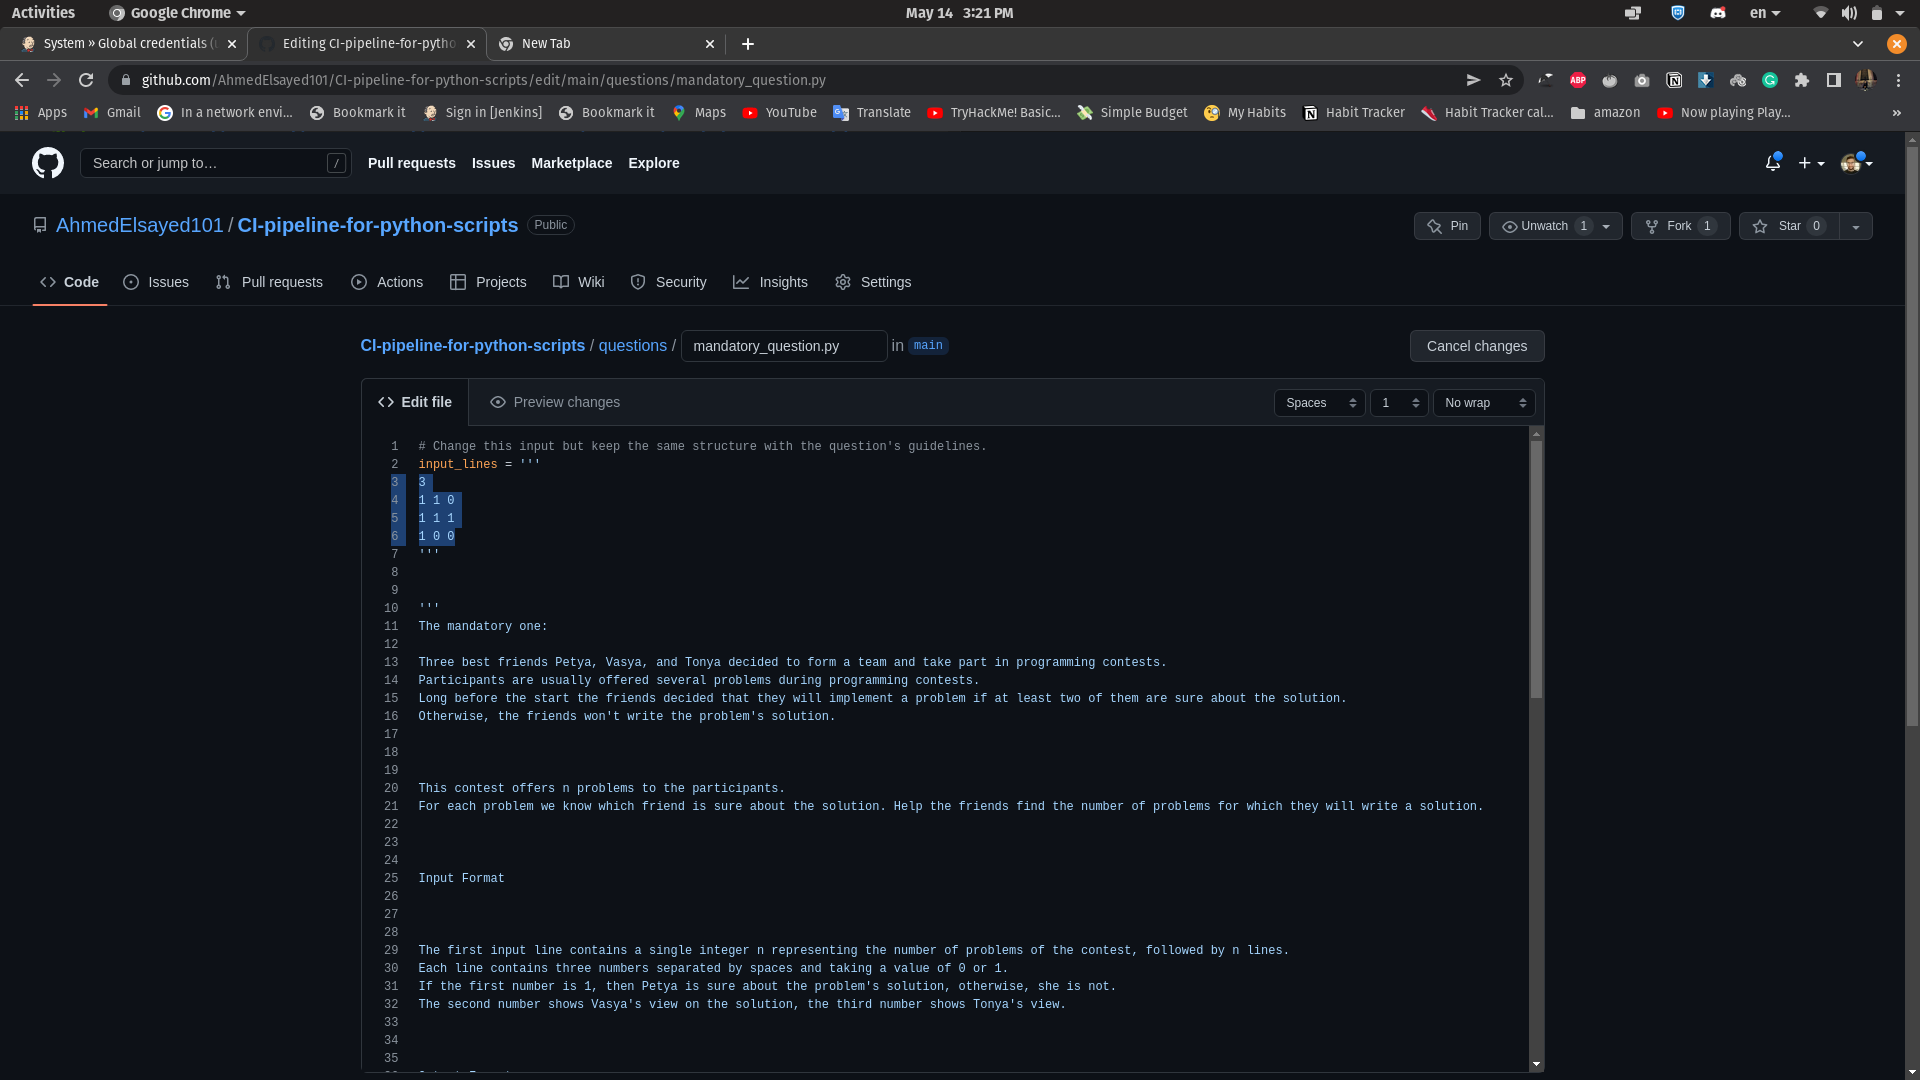 Activities
Google Chrome
May 14 3:21 PM
en
System » Global credentials (
Editing CI-pipeline-for-pytho
New Tab
github.com/AhmedElsayed101/CI-pipeline-for-python-scripts/edit/main/questions/mandatory_question.py
ABP
Apps
Gmail
In a network envi...
Bookmark it
Sign in [Jenkins]
Bookmark it
Maps
YouTube
Translate
TryHackMe! Basic...
Simple Budget
My Habits
Habit Tracker
Habit Tracker cal...
amazon
Now playing Play...
»
Search or jump to…
/
Pull requests
Issues
Marketplace
Explore
AhmedElsayed101 / CI-pipeline-for-python-scripts
Public
Pin
Unwatch 1
Fork 1
Star 0
Code
Issues
Pull requests
Actions
Projects
Wiki
Security
Insights
Settings
CI-pipeline-for-python-scripts / questions / mandatory_question.py in main
Cancel changes
Edit file
Preview changes
Spaces
1
No wrap
1 # Change this input but keep the same structure with the question's guidelines.
2 input_lines = '''
3 3
4 1 1 0
5 1 1 1
6 1 0 0
7 '''
8
9
10 '''
11 The mandatory one:
12
13 Three best friends Petya, Vasya, and Tonya decided to form a team and take part in programming contests.
14 Participants are usually offered several problems during programming contests.
15 Long before the start the friends decided that they will implement a problem if at least two of them are sure about the solution.
16 Otherwise, the friends won't write the problem's solution.
17
18
19
20 This contest offers n problems to the participants.
21 For each problem we know which friend is sure about the solution. Help the friends find the number of problems for which they will write a solution.
22
23
24
25 Input Format
26
27
28
29 The first input line contains a single integer n representing the number of problems of the contest, followed by n lines.
30 Each line contains three numbers separated by spaces and taking a value of 0 or 1.
31 If the first number is 1, then Petya is sure about the problem's solution, otherwise, she is not.
32 The second number shows Vasya's view on the solution, the third number shows Tonya's view.
33
34
35